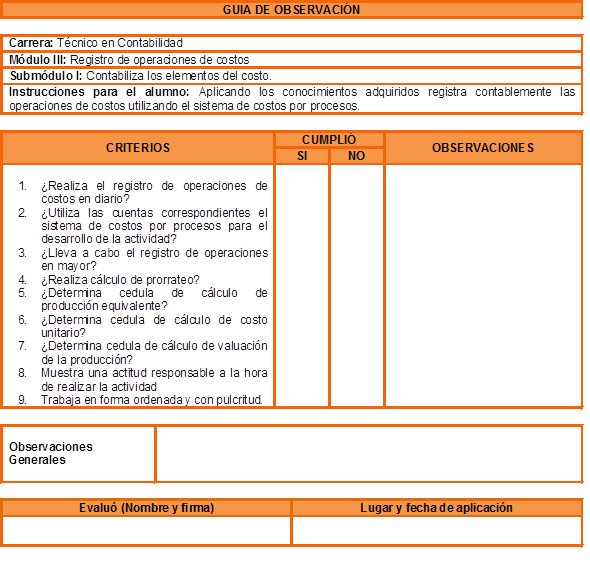 GUIA DE OBSERVACIÓN
Carrera: Técnico en Contabilidad
Módulo III: Registro de operaciones de costos
Submódulo I: Contabiliza los elementos del costo.
Instrucciones para el alumno: Aplicando los conocimientos adquiridos registra contablemente las
operaciones de costos utilizando el sistema de costos por procesos.
CRITERIOS
CUMPLIÓ
SI
NO
OBSERVACIONES
1. ¿Realiza el registro de operaciones de
costos en diario?
2. ¿Utiliza las cuentas correspondientes el
sistema de costos por procesos para el
desarrollo de la actividad?
3. ¿Lleva a cabo el registro de operaciones
en mayor?
4. ¿Realiza cálculo de prorrateo?
5. ¿Determina cedula de cálculo de
producción equivalente?
6. ¿Determina cedula de cálculo de costo
unitario?
7. ¿Determina cedula de cálculo de valuación
de la producción?
8. Muestra una actitud responsable a la hora
de realizar la actividad
9. Trabaja en forma ordenada y con pulcritud.
Observaciones
Generales
Evaluó (Nombre y firma)
Lugar y fecha de aplicación